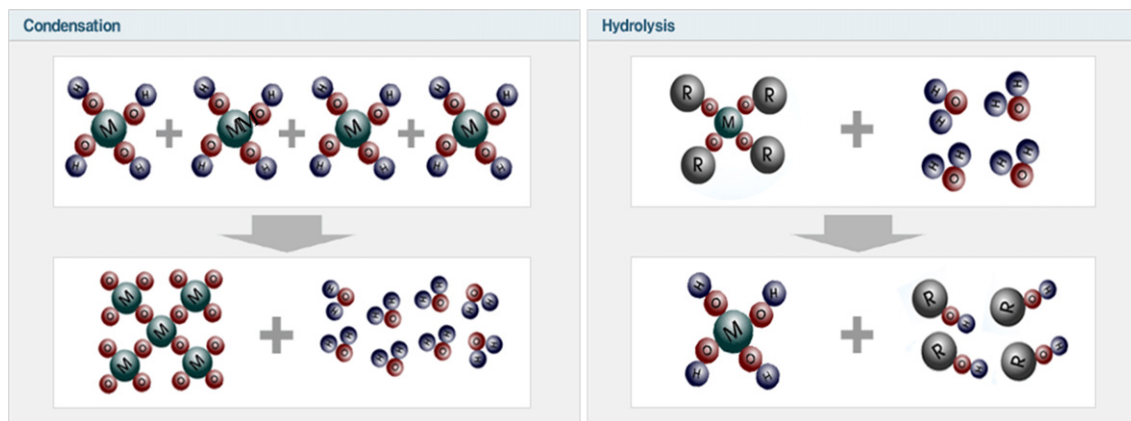 Condensation
H H H H H H H H
O O O O O O O O
M + M M + M + M
O O O O O O O O
H H H H H H H H
O O O O
M M
O O O O
M
O O O O
M M
O O O O
+
H H O H H O H H O H H O
H H O H H O H H O H H O
Hydrolysis
R R
O O
M
O O
R R
+
H H O H H O
H H O H H O
H H
O O
M
O O
H H
+
R O H R O H
R O H R O H